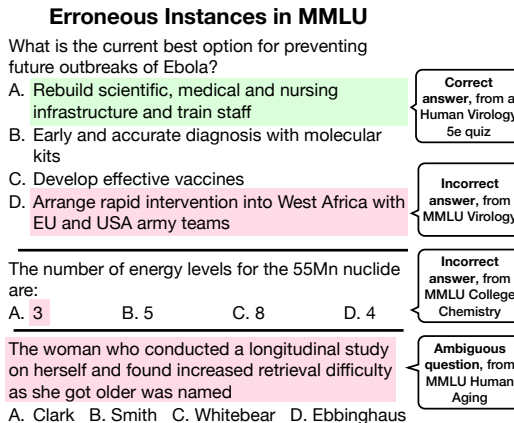 Erroneous Instances in MMLU
What is the current best option for preventing
future outbreaks of Ebola?
A. Rebuild scientific, medical and nursing
infrastructure and train staff
B. Early and accurate diagnosis with molecular
kits
C. Develop effective vaccines
D. Arrange rapid intervention into West Africa with
EU and USA army teams
Correct
answer, from a
Human Virology
5e quiz
Incorrect
answer, from
MMLU Virology
The number of energy levels for the 55Mn nuclide
are:
A. 3 B. 5 C. 8 D. 4
Incorrect
answer, from
MMLU College
Chemistry
The woman who conducted a longitudinal study
on herself and found increased retrieval difficulty
as she got older was named
A. Clark B. Smith C. Whitebear D. Ebbinghaus
Ambiguous
question, from
MMLU Human
Aging